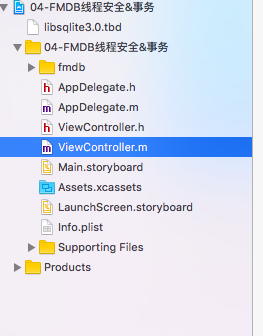 04-FMDB线程安全&事务
libsqlite3.0.tbd
04-FMDB线程安全&事务
fmdb
h AppDelegate.h
m AppDelegate.m
h ViewController.h
m ViewController.m
Main.storyboard
Assets.xcassets
LaunchScreen.storyboard
Info.plist
Supporting Files
Products